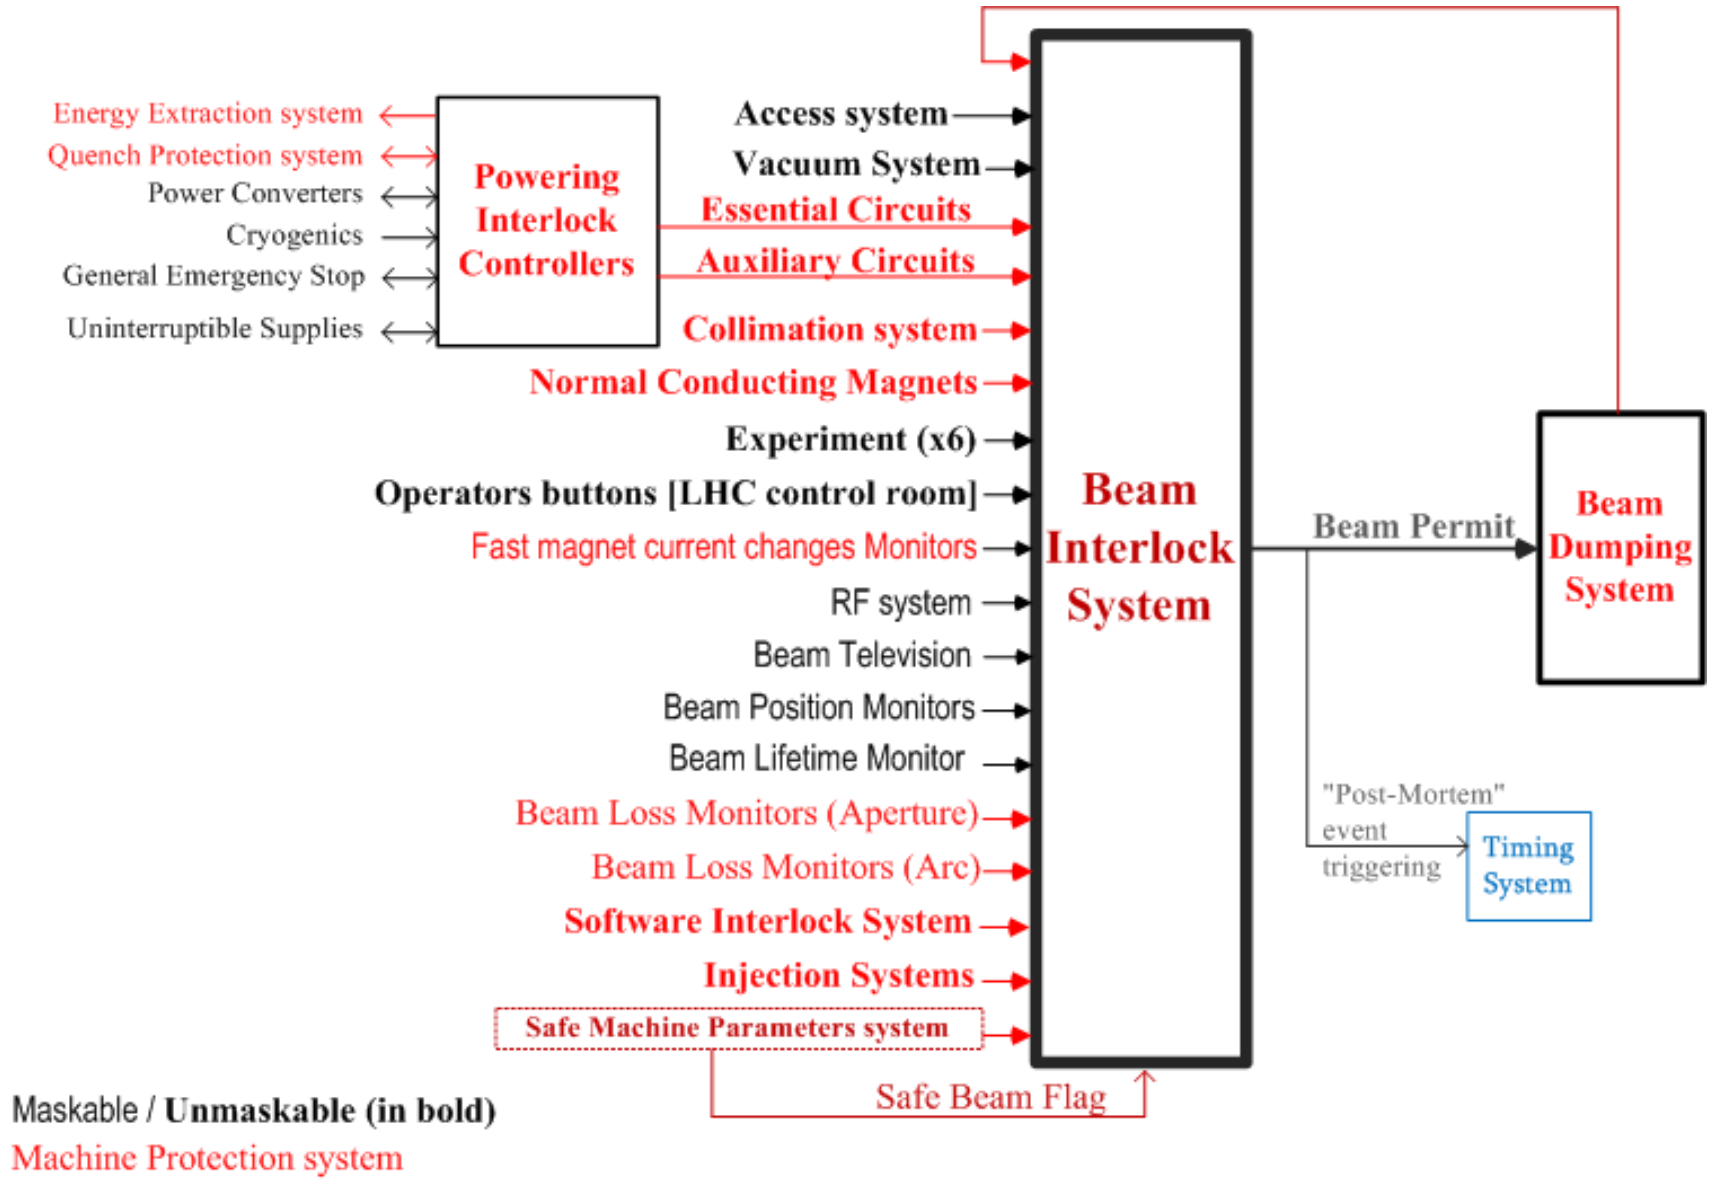 Energy Extraction system
Quench Protection system
Power Converters
Cryogenics
General Emergency Stop
Uninterruptible Supplies
Powering
Interlock
Controllers
Access system
Vacuum System
Essential Circuits
Auxiliary Circuits
Collimation system
Normal Conducting Magnets
Experiment (x6)
Operators buttons [LHC control room]
Fast magnet current changes Monitors
RF system
Beam Television
Beam Position Monitors
Beam Lifetime Monitor
Beam Loss Monitors (Aperture)
Beam Loss Monitors (Arc)
Software Interlock System
Injection Systems
Safe Machine Parameters system
Safe Beam Flag
Beam
Interlock
System
Beam Permit
Beam
Dumping
System
"Post-Mortem"
event
triggering
Timing
System
Maskable / Unmaskable (in bold)
Machine Protection system